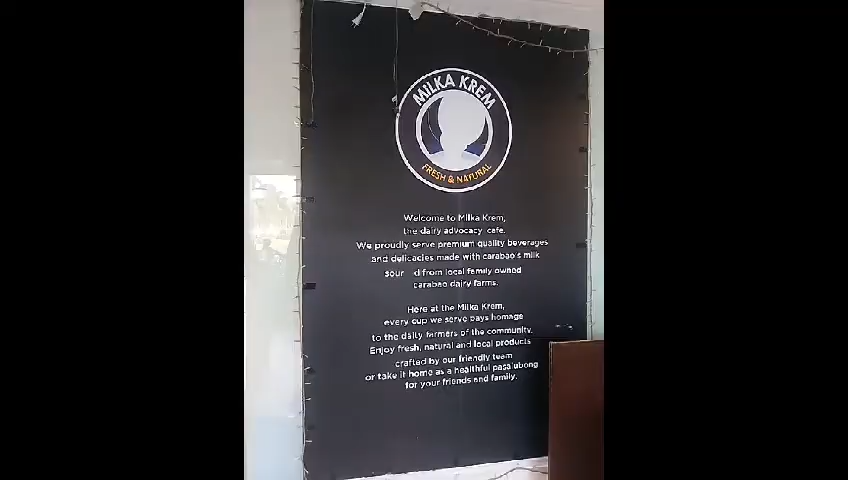 MILKA KREM
FRESH & NATURAL
Welcome to Milka Krem,
the dairy advocacy cafe.
We proudly serve premium quality beverages
and delicacies made with carabao's milk
sour d from local family owned
carabao dairy farms.
Here at the Milka Krem,
every cup we serve pays homage
to the daily farmers of the community.
Enjoy fresh, natural and local products
crafted by our friendly team
or take it home as a healthful pasalubong
for your friends and family.